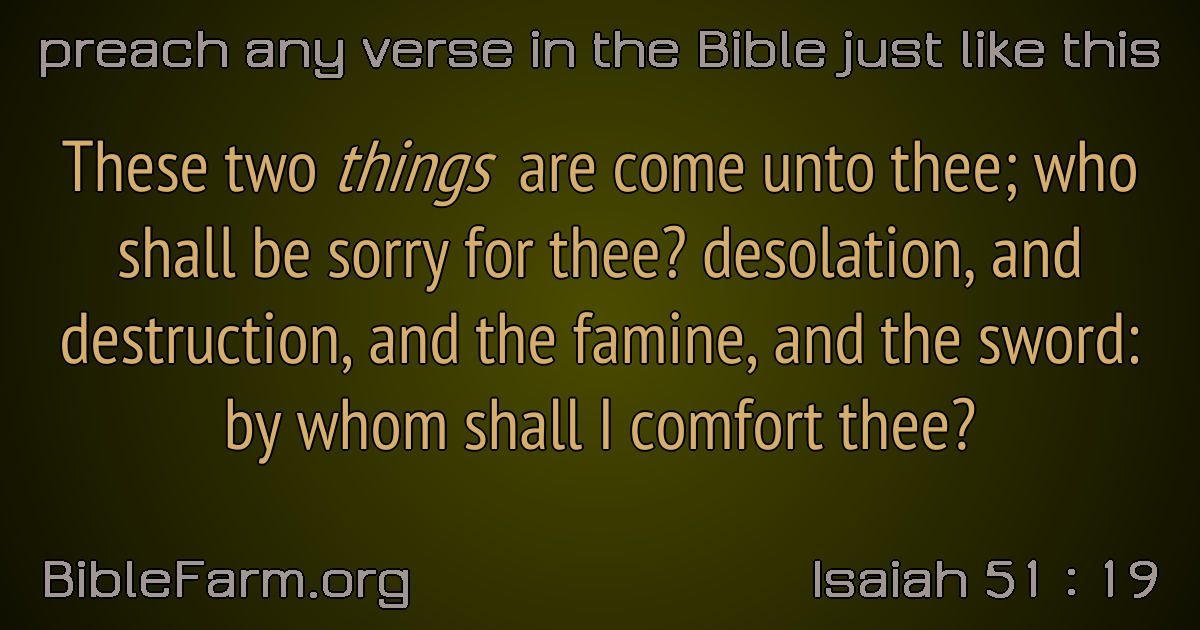 preach any verse in the Bible just like this
These two things are come unto thee; who
shall be sorry for thee? desolation, and
destruction, and the famine, and the sword:
by whom shall I comfort thee?
BibleFarm.org
Isaiah 51 : 19